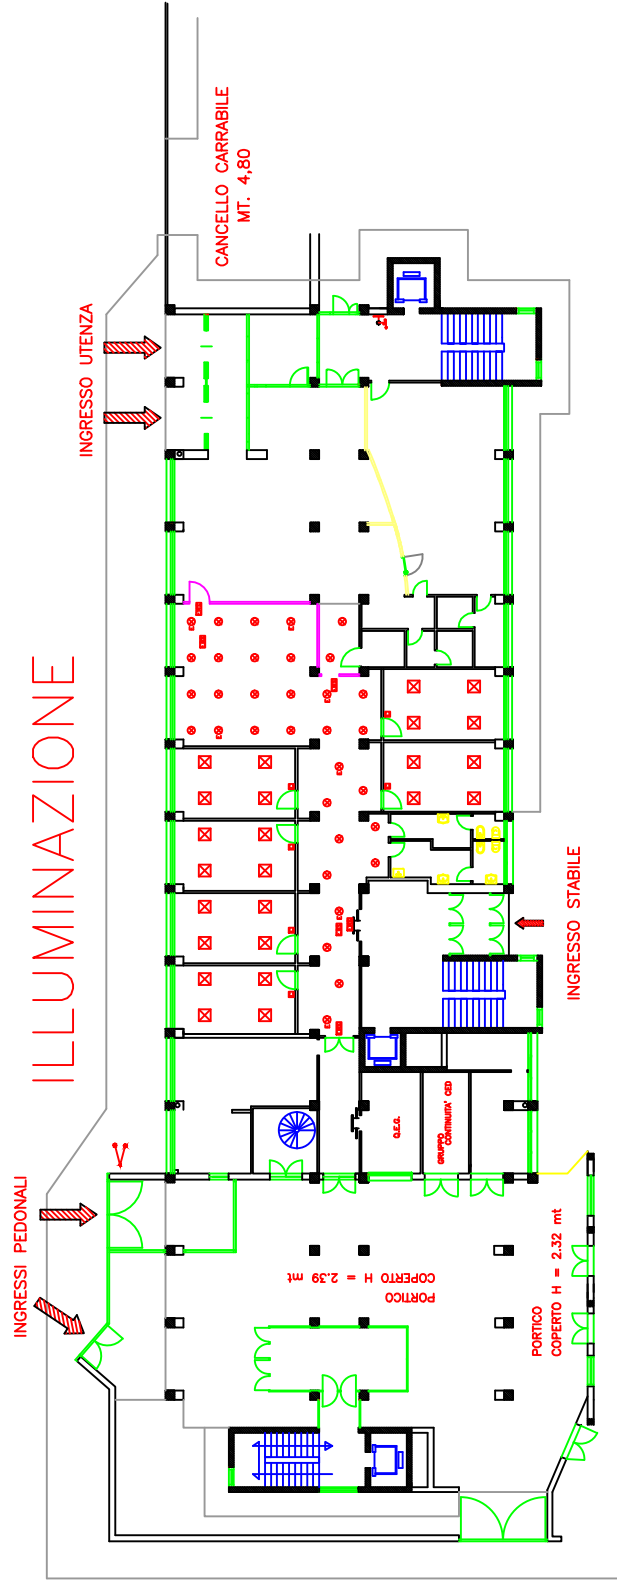 CANCELLO CARRABILE
MT. 4,80
INGRESSO UTENZA
ILLUMINAZIONE
INGRESSO STABILE
Q.E.G.
GRUPPO
CONTINUITA' CED
INGRESSI PEDONALI
PORTICO
COPERTO H = 2.39 mt
PORTICO
COPERTO H = 2.32 mt